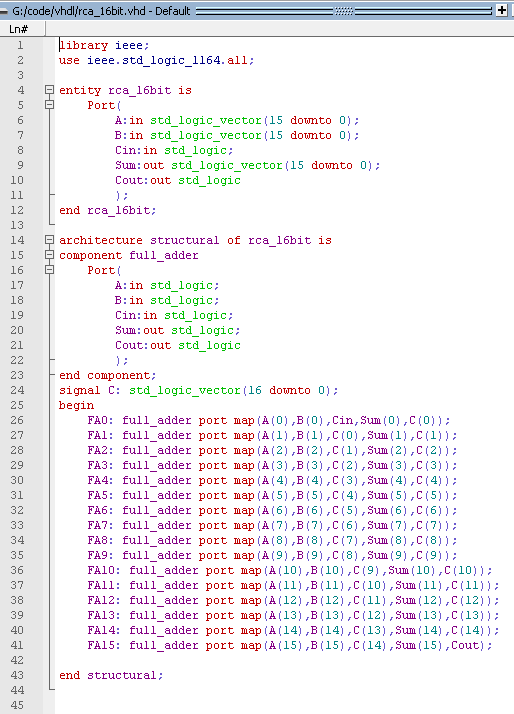 G:/code/vhdl/rca_16bit.vhd - Default
Ln#
1 library ieee;
2 use ieee.std_logic_1164.all;
3
4 entity rca_16bit is
5 Port(
6 A:in std_logic_vector(15 downto 0);
7 B:in std_logic_vector(15 downto 0);
8 Cin:in std_logic;
9 Sum:out std_logic_vector(15 downto 0);
10 Cout:out std_logic
11 );
12 end rca_16bit;
13
14 architecture structural of rca_16bit is
15 component full_adder
16 Port(
17 A:in std_logic;
18 B:in std_logic;
19 Cin:in std_logic;
20 Sum:out std_logic;
21 Cout:out std_logic
22 );
23 end component;
24 signal C: std_logic_vector(16 downto 0);
25 begin
26 FA0: full_adder port map(A(0),B(0),Cin,Sum(0),C(0));
27 FA1: full_adder port map(A(1),B(1),C(0),Sum(1),C(1));
28 FA2: full_adder port map(A(2),B(2),C(1),Sum(2),C(2));
29 FA3: full_adder port map(A(3),B(3),C(2),Sum(3),C(3));
30 FA4: full_adder port map(A(4),B(4),C(3),Sum(4),C(4));
31 FA5: full_adder port map(A(5),B(5),C(4),Sum(5),C(5));
32 FA6: full_adder port map(A(6),B(6),C(5),Sum(6),C(6));
33 FA7: full_adder port map(A(7),B(7),C(6),Sum(7),C(7));
34 FA8: full_adder port map(A(8),B(8),C(7),Sum(8),C(8));
35 FA9: full_adder port map(A(9),B(9),C(8),Sum(9),C(9));
36 FA10: full_adder port map(A(10),B(10),C(9),Sum(10),C(10));
37 FA11: full_adder port map(A(11),B(11),C(10),Sum(11),C(11));
38 FA12: full_adder port map(A(12),B(12),C(11),Sum(12),C(12));
39 FA13: full_adder port map(A(13),B(13),C(12),Sum(13),C(13));
40 FA14: full_adder port map(A(14),B(14),C(13),Sum(14),C(14));
41 FA15: full_adder port map(A(15),B(15),C(14),Sum(15),Cout);
42
43 end structural;
44
45